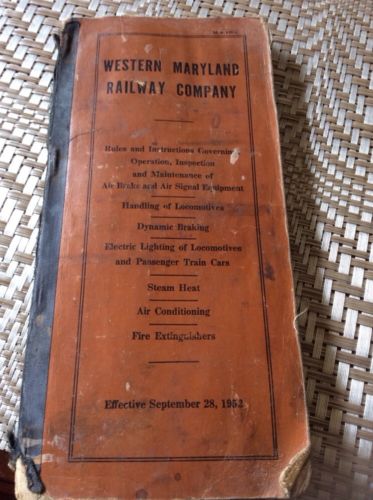 WESTERN MARYLAND
RAILWAY COMPANY
Rules and Instructions Governing
Operation, Inspection
and Maintenance of
Air Brake and Air Signal Equipment
Handling of Locomotives
Dynamic Braking
Electric Lighting of Locomotives
and Passenger Train Cars
Steam Heat
Air Conditioning
Fire Extinguishers
Effective September 28, 1952